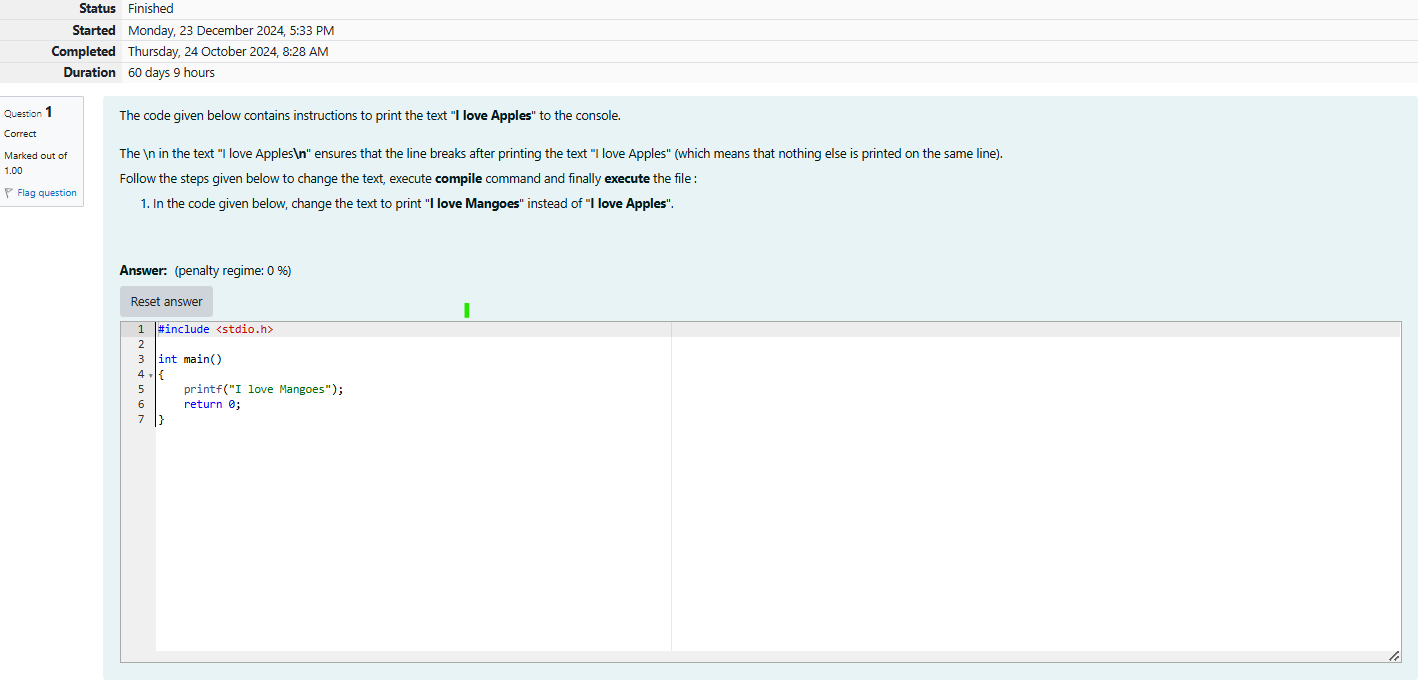 Status Finished
Started Monday, 23 December 2024, 5:33 PM
Completed Thursday, 24 October 2024, 8:28 AM
Duration 60 days 9 hours
Question 1
Correct
Marked out of
1.00
Flag question
The code given below contains instructions to print the text "I love Apples" to the console.
The \n in the text "I love Apples\n" ensures that the line breaks after printing the text "I love Apples" (which means that nothing else is printed on the same line).
Follow the steps given below to change the text, execute compile command and finally execute the file :
1. In the code given below, change the text to print "I love Mangoes" instead of "I love Apples".
Answer: (penalty regime: 0 %)
Reset answer
1 #include <stdio.h>
2
3 int main()
4 {
5 printf("I love Mangoes");
6 return 0;
7 }